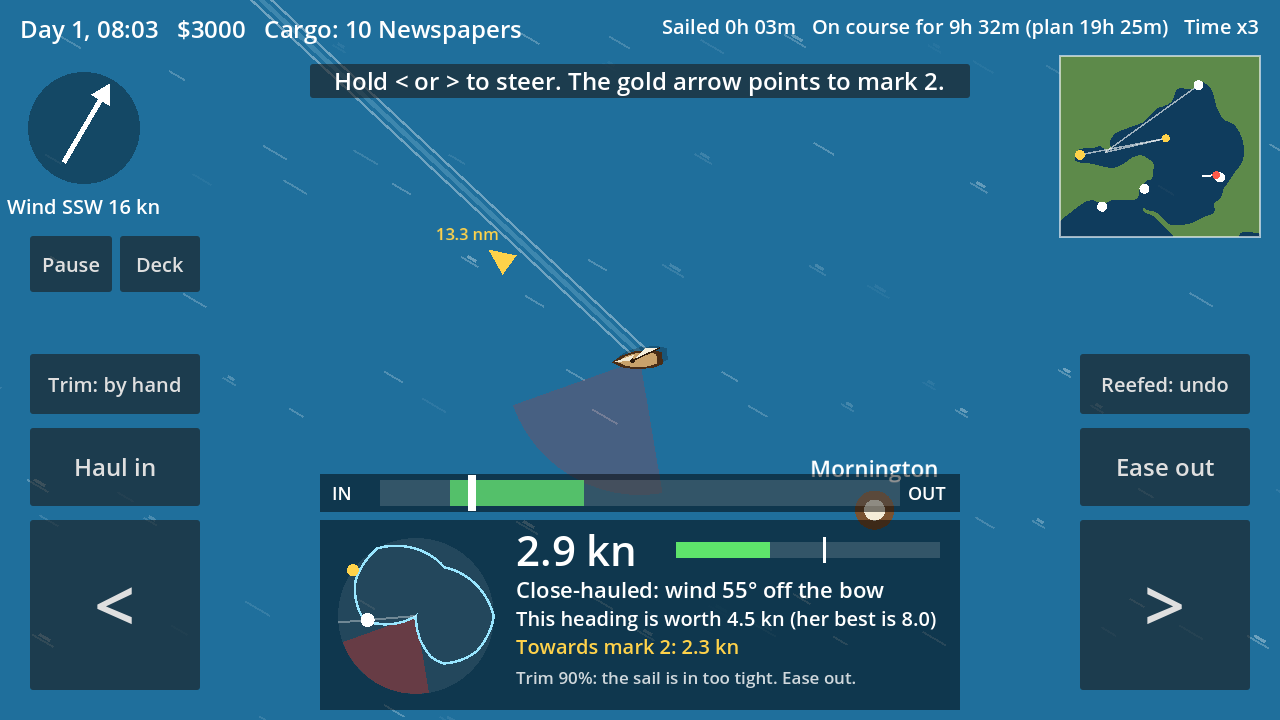 Day 1, 08:03 $3000 Cargo: 10 Newspapers
Sailed 0h 03m On course for 9h 32m (plan 19h 25m) Time x3
Hold < or > to steer. The gold arrow points to mark 2.
Wind SSW 16 kn
13.3 nm
Pause
Deck
Trim: by hand
Reefed: undo
Haul in
Ease out
Mornington
IN
OUT
<
>
2.9 kn
Close-hauled: wind 55° off the bow
This heading is worth 4.5 kn (her best is 8.0)
Towards mark 2: 2.3 kn
Trim 90%: the sail is in too tight. Ease out.